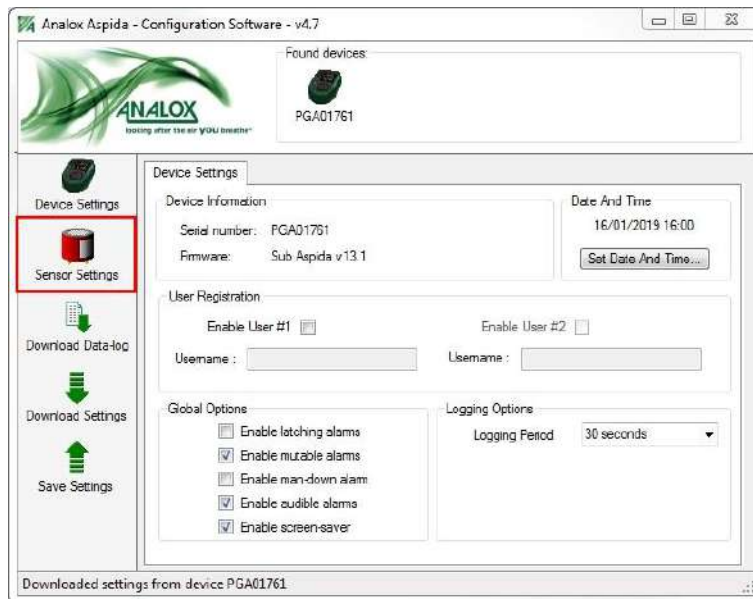 Analox Aspida - Configuration Software - v4.7
Found devices:
ANALOX
looking after the air YOU breathe®
PGA01761
Device Settings
Sensor Settings
Download Data-log
Download Settings
Save Settings
Device Settings
Device Information
Serial number: PGA01761
Firmware: Sub Aspida v13.1
Date And Time
16/01/2019 16:00
Set Date And Time...
User Registration
Enable User #1
Enable User #2
Username :
Username :
Global Options
Enable latching alarms
Enable mutable alarms
Enable man-down alarm
Enable audible alarms
Enable screen-saver
Logging Options
Logging Period 30 seconds
Downloaded settings from device PGA01761